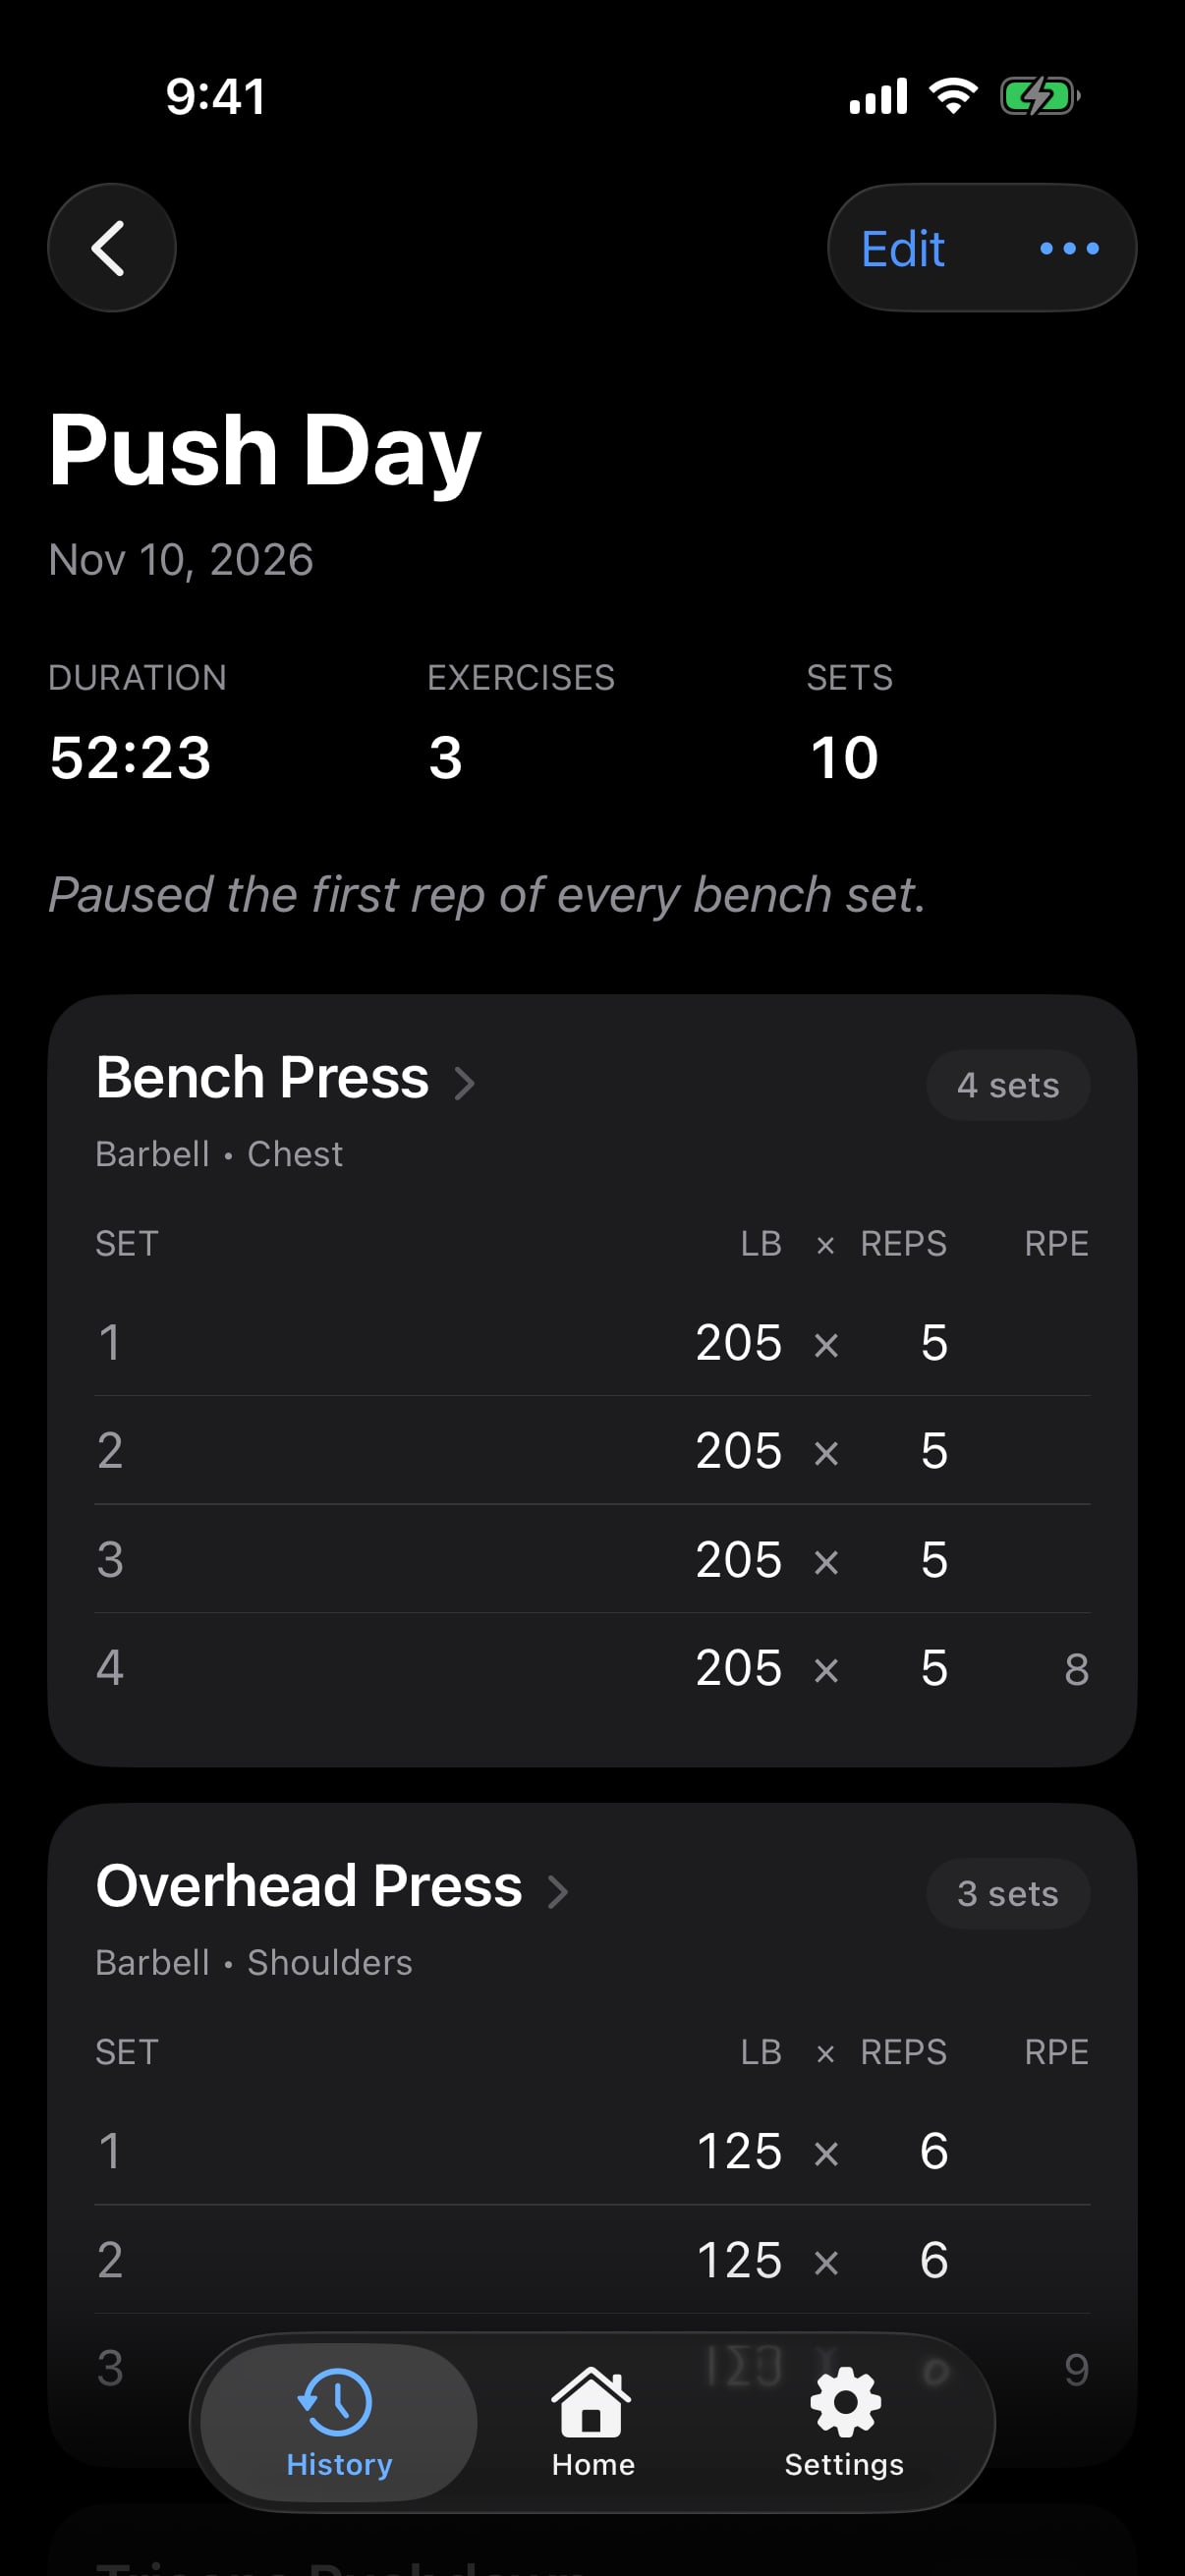 9:41
Edit
Push Day
Nov 10, 2026
DURATION EXERCISES SETS
52:23 3 10
Paused the first rep of every bench set.
Bench Press 4 sets
Barbell • Chest
SET LB × REPS RPE
1 205 × 5
2 205 × 5
3 205 × 5
4 205 × 5 8
Overhead Press 3 sets
Barbell • Shoulders
SET LB × REPS RPE
1 125 × 6
2 125 × 6
3 9
History Home Settings